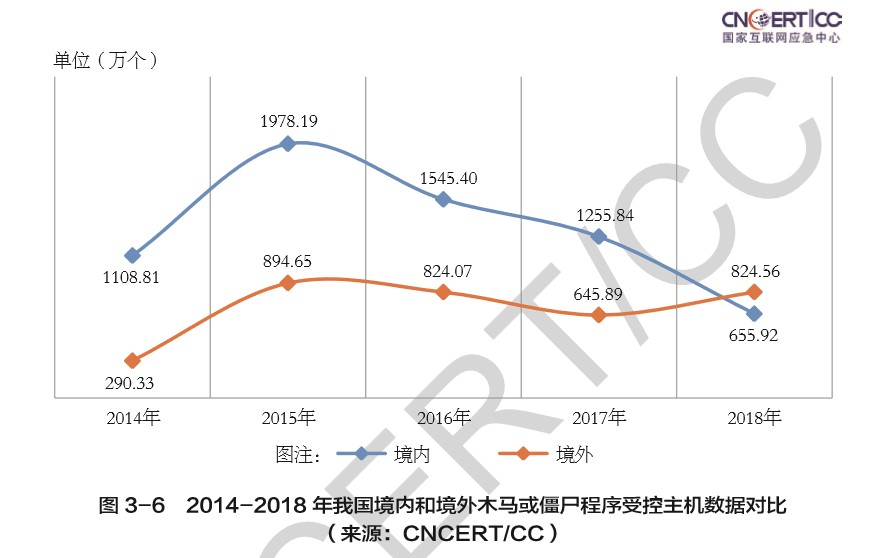 CNCERT/CC
国家互联网应急中心
单位（万个）
1978.19
1545.40
1255.84
1108.81
894.65
824.07
824.56
645.89
655.92
290.33
2014年 2015年 2016年 2017年 2018年
图注： 境内 境外
CERT/CC
图 3-6 2014-2018 年我国境内和境外木马或僵尸程序受控主机数据对比
（来源：CNCERT/CC）